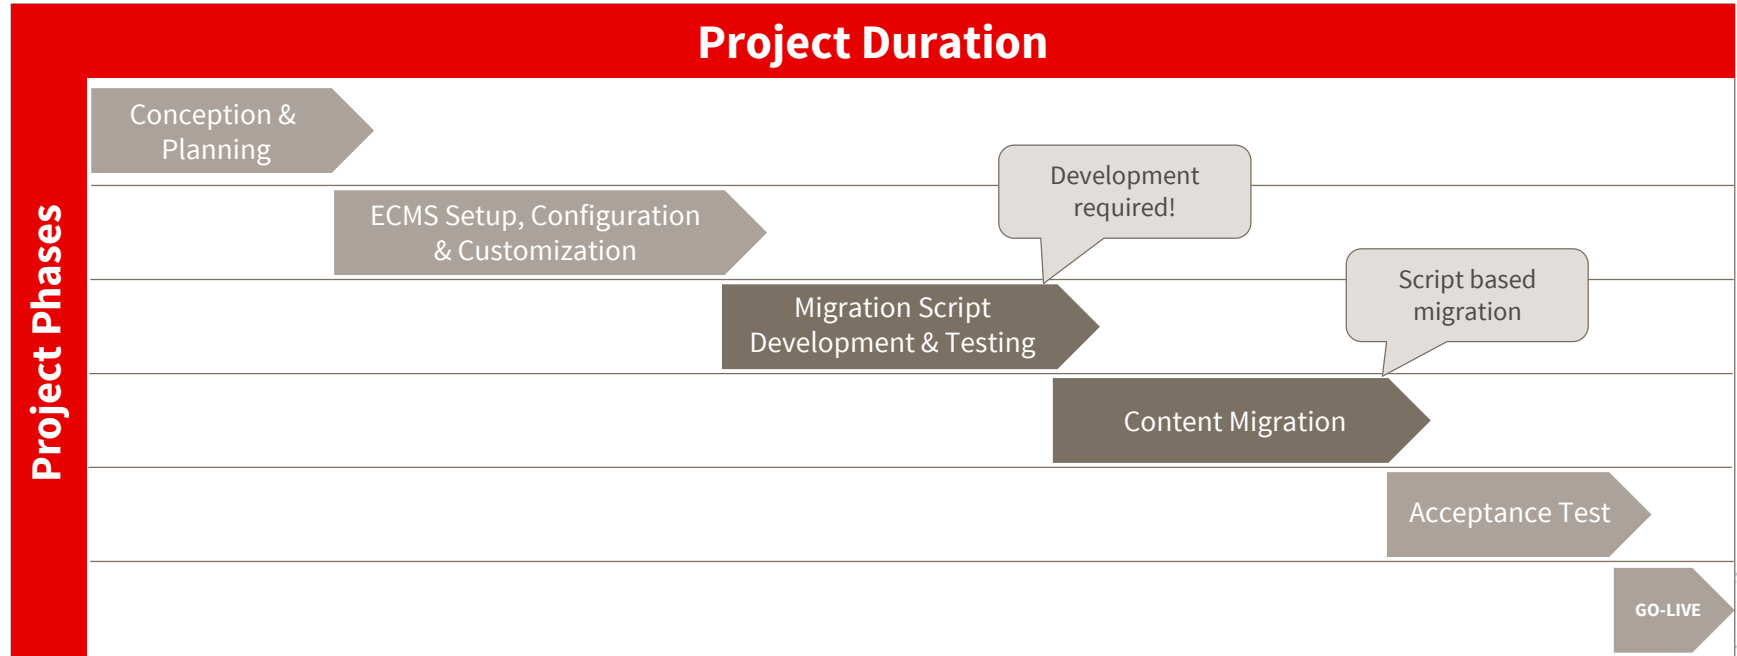 Project Duration
Project Phases
Conception &
Planning
ECMS Setup, Configuration
& Customization
Development
required!
Migration Script
Development & Testing
Script based
migration
Content Migration
Acceptance Test
GO-LIVE